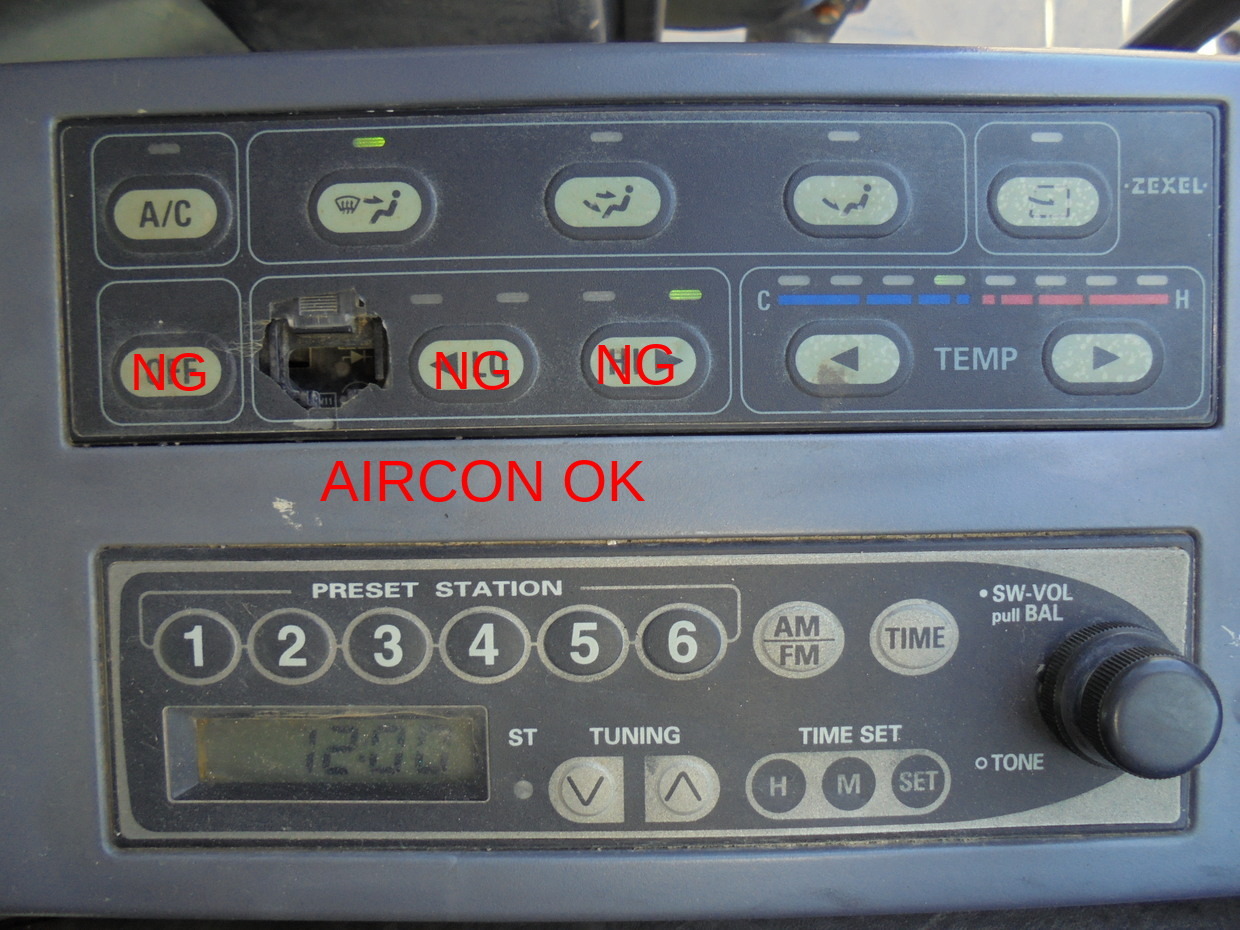 A/C
·ZEXEL·
C H
NG NG NG TEMP
AIRCON OK
PRESET STATION
1 2 3 4 5 6 AM/FM TIME
• SW-VOL
pull BAL
12:00
ST TUNING TIME SET
H M SET
○ TONE